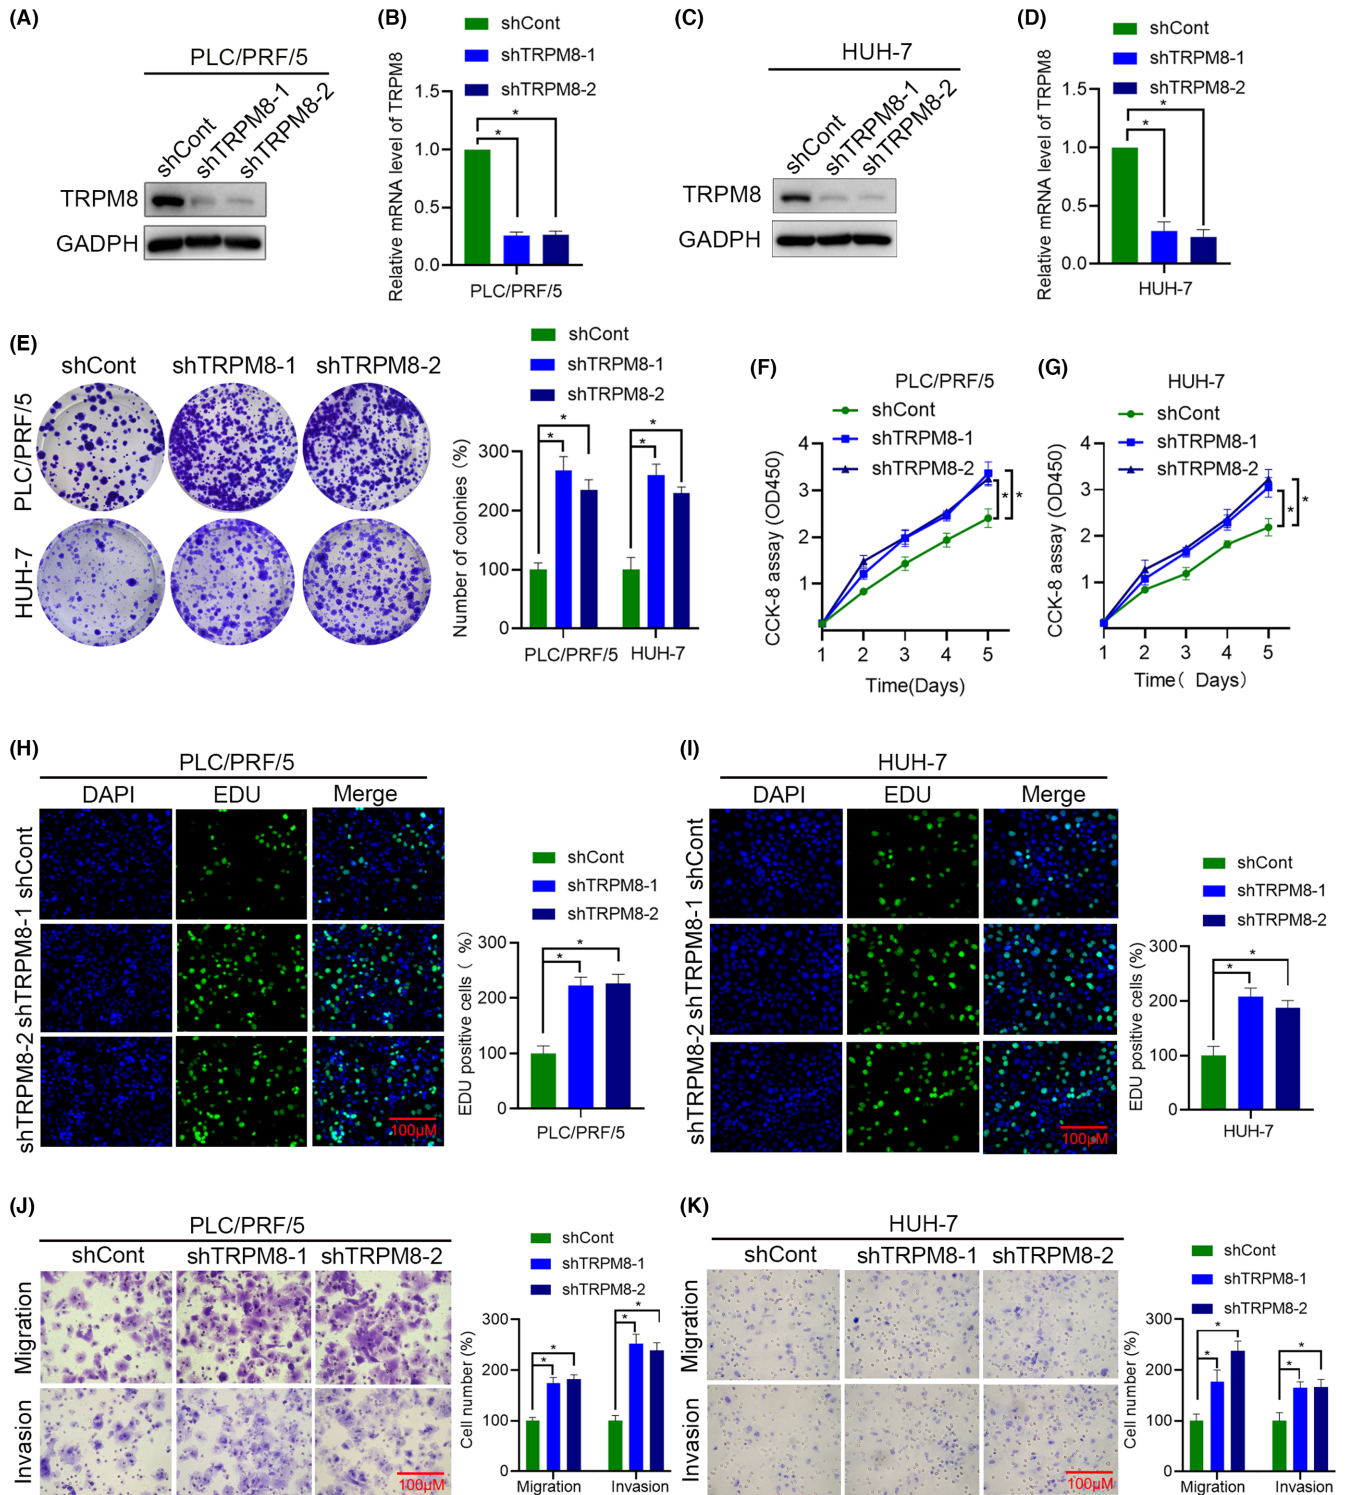 (A)
PLC/PRF/5
shCont
shTRPM8-1
shTRPM8-2
TRPM8
GADPH
(B)
shCont
shTRPM8-1
shTRPM8-2
Relative mRNA level of TRPM8
1.5
1.0
0.5
0.0
*
*
PLC/PRF/5
(C)
HUH-7
shCont
shTRPM8-1
shTRPM8-2
TRPM8
GADPH
(D)
shCont
shTRPM8-1
shTRPM8-2
Relative mRNA level of TRPM8
1.5
1.0
0.5
0.0
*
*
HUH-7
(E)
shCont shTRPM8-1 shTRPM8-2
PLC/PRF/5
HUH-7
shCont
shTRPM8-1
shTRPM8-2
Number of colonies (%)
300
200
100
0
*
*
*
*
PLC/PRF/5 HUH-7
(F)
PLC/PRF/5
shCont
shTRPM8-1
shTRPM8-2
CCK-8 assay (OD450)
4
3
2
1
* *
1 2 3 4 5
Time(Days)
(G)
HUH-7
shCont
shTRPM8-1
shTRPM8-2
CCK-8 assay (OD450)
4
3
2
1
* *
1 2 3 4 5
Time( Days)
(H)
PLC/PRF/5
DAPI EDU Merge
shCont
shTRPM8-1
shTRPM8-2
100μM
shCont
shTRPM8-1
shTRPM8-2
EDU positive cells ( %)
300
200
100
0
*
*
PLC/PRF/5
(I)
HUH-7
DAPI EDU Merge
shCont
shTRPM8-1
shTRPM8-2
100μM
shCont
shTRPM8-1
shTRPM8-2
EDU positive cells (%)
300
200
100
0
*
*
HUH-7
(J)
PLC/PRF/5
shCont shTRPM8-1 shTRPM8-2
Migration
Invasion
100μM
shCont
shTRPM8-1
shTRPM8-2
Cell number (%)
300
200
100
0
*
*
*
*
Migration Invasion
(K)
HUH-7
shCont shTRPM8-1 shTRPM8-2
Migration
Invasion
100μM
shCont
shTRPM8-1
shTRPM8-2
Cell number (%)
300
200
100
0
*
*
*
*
Migration Invasion